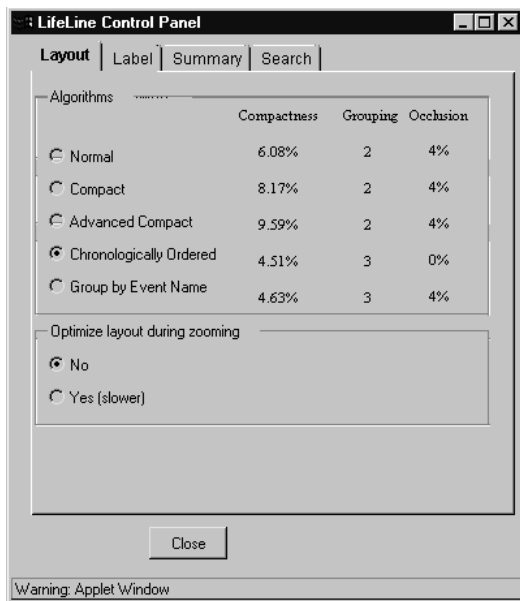 LifeLine Control Panel
Layout Label Summary Search
Algorithms
Compactness Grouping Occlusion
Normal 6.08% 2 4%
Compact 8.17% 2 4%
Advanced Compact 9.59% 2 4%
Chronologically Ordered 4.51% 3 0%
Group by Event Name 4.63% 3 4%
Optimize layout during zooming
No
Yes (slower)
Close
Warning: Applet Window